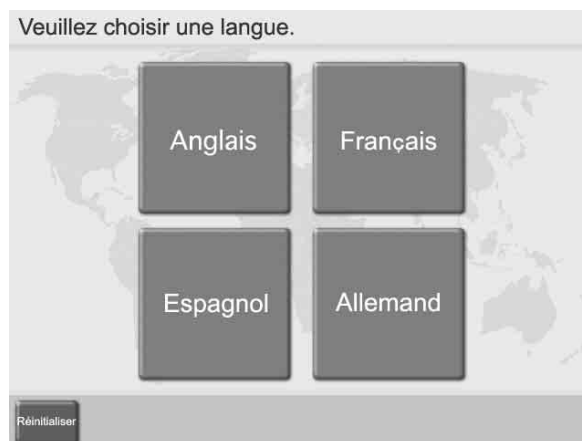 Veuillez choisir une langue.
Anglais
Français
Espagnol
Allemand
Réinitialiser